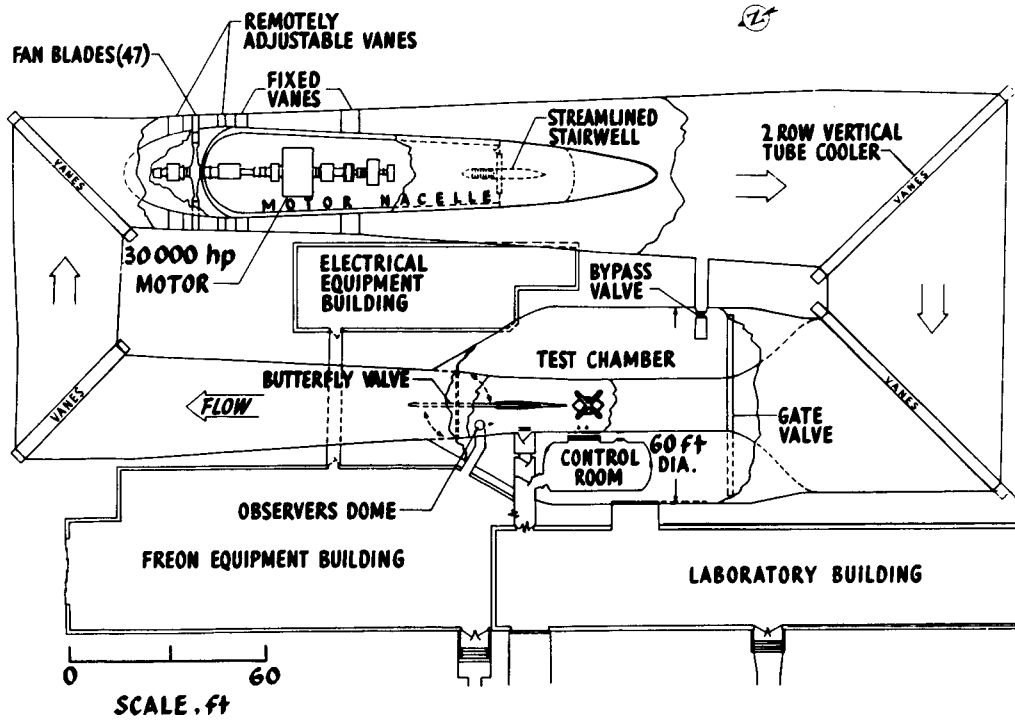 N
REMOTELY
ADJUSTABLE VANES
FAN BLADES(47)
FIXED
VANES
STREAMLINED
STAIRWELL
2 ROW VERTICAL
TUBE COOLER
VANES
VANES
MOTOR NACELLE
30000 hp
MOTOR
ELECTRICAL
EQUIPMENT
BUILDING
BYPASS
VALVE
TEST CHAMBER
BUTTERFLY VALVE
VANES
VANES
FLOW
GATE
VALVE
60 ft
DIA.
CONTROL
ROOM
OBSERVERS DOME
FREON EQUIPMENT BUILDING
LABORATORY BUILDING
0 60
SCALE, ft